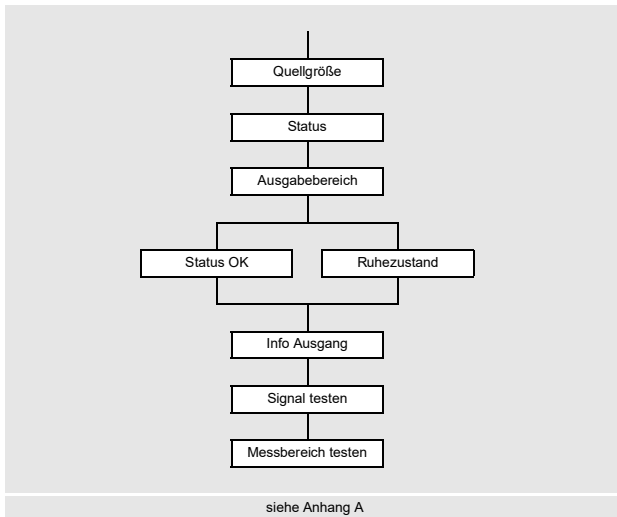 Quellgröße
Status
Ausgabebereich
Status OK
Ruhezustand
Info Ausgang
Signal testen
Messbereich testen
siehe Anhang A